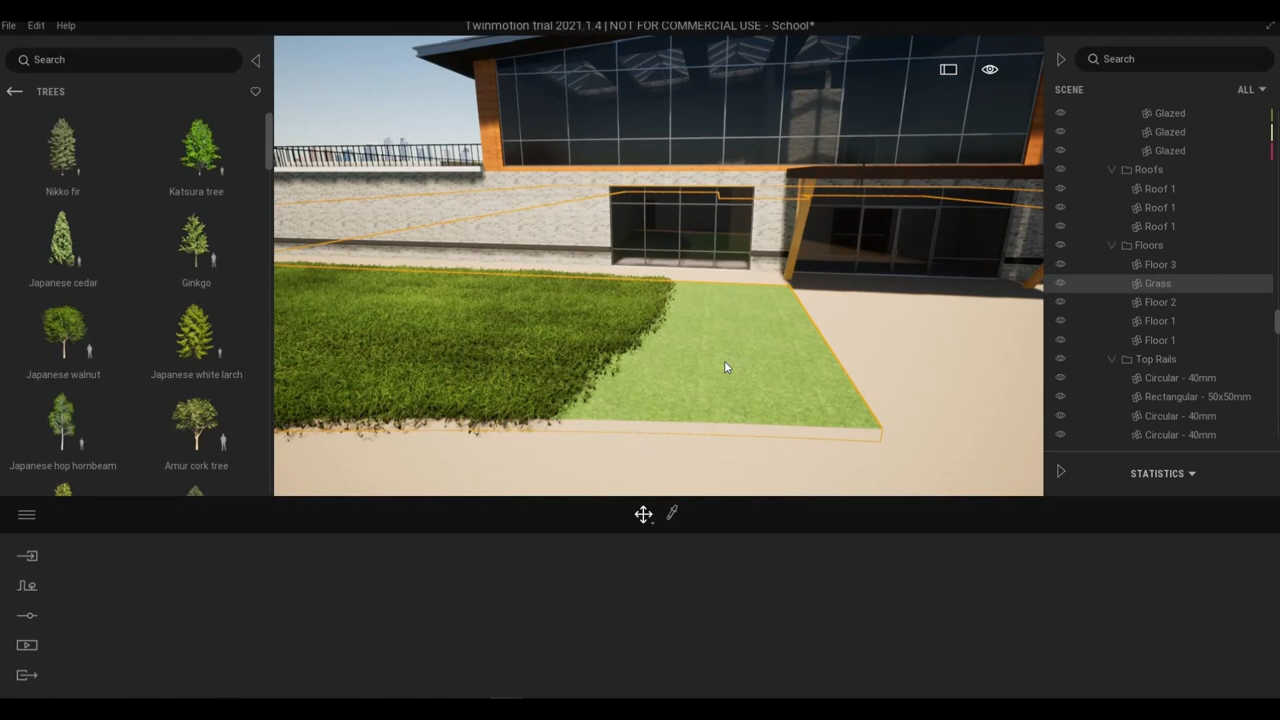 File Edit Help
Twinmotion trial 2021.1.4 | NOT FOR COMMERCIAL USE - School*
Search
TREES
Nikko fir
Katsura tree
Japanese cedar
Ginkgo
Japanese walnut
Japanese white larch
Japanese hop hornbeam
Amur cork tree
Search
SCENE
ALL
Glazed
Glazed
Glazed
Roofs
Roof 1
Roof 1
Roof 1
Floors
Floor 3
Grass
Floor 2
Floor 1
Floor 1
Top Rails
Circular - 40mm
Rectangular - 50x50mm
Circular - 40mm
Circular - 40mm
STATISTICS